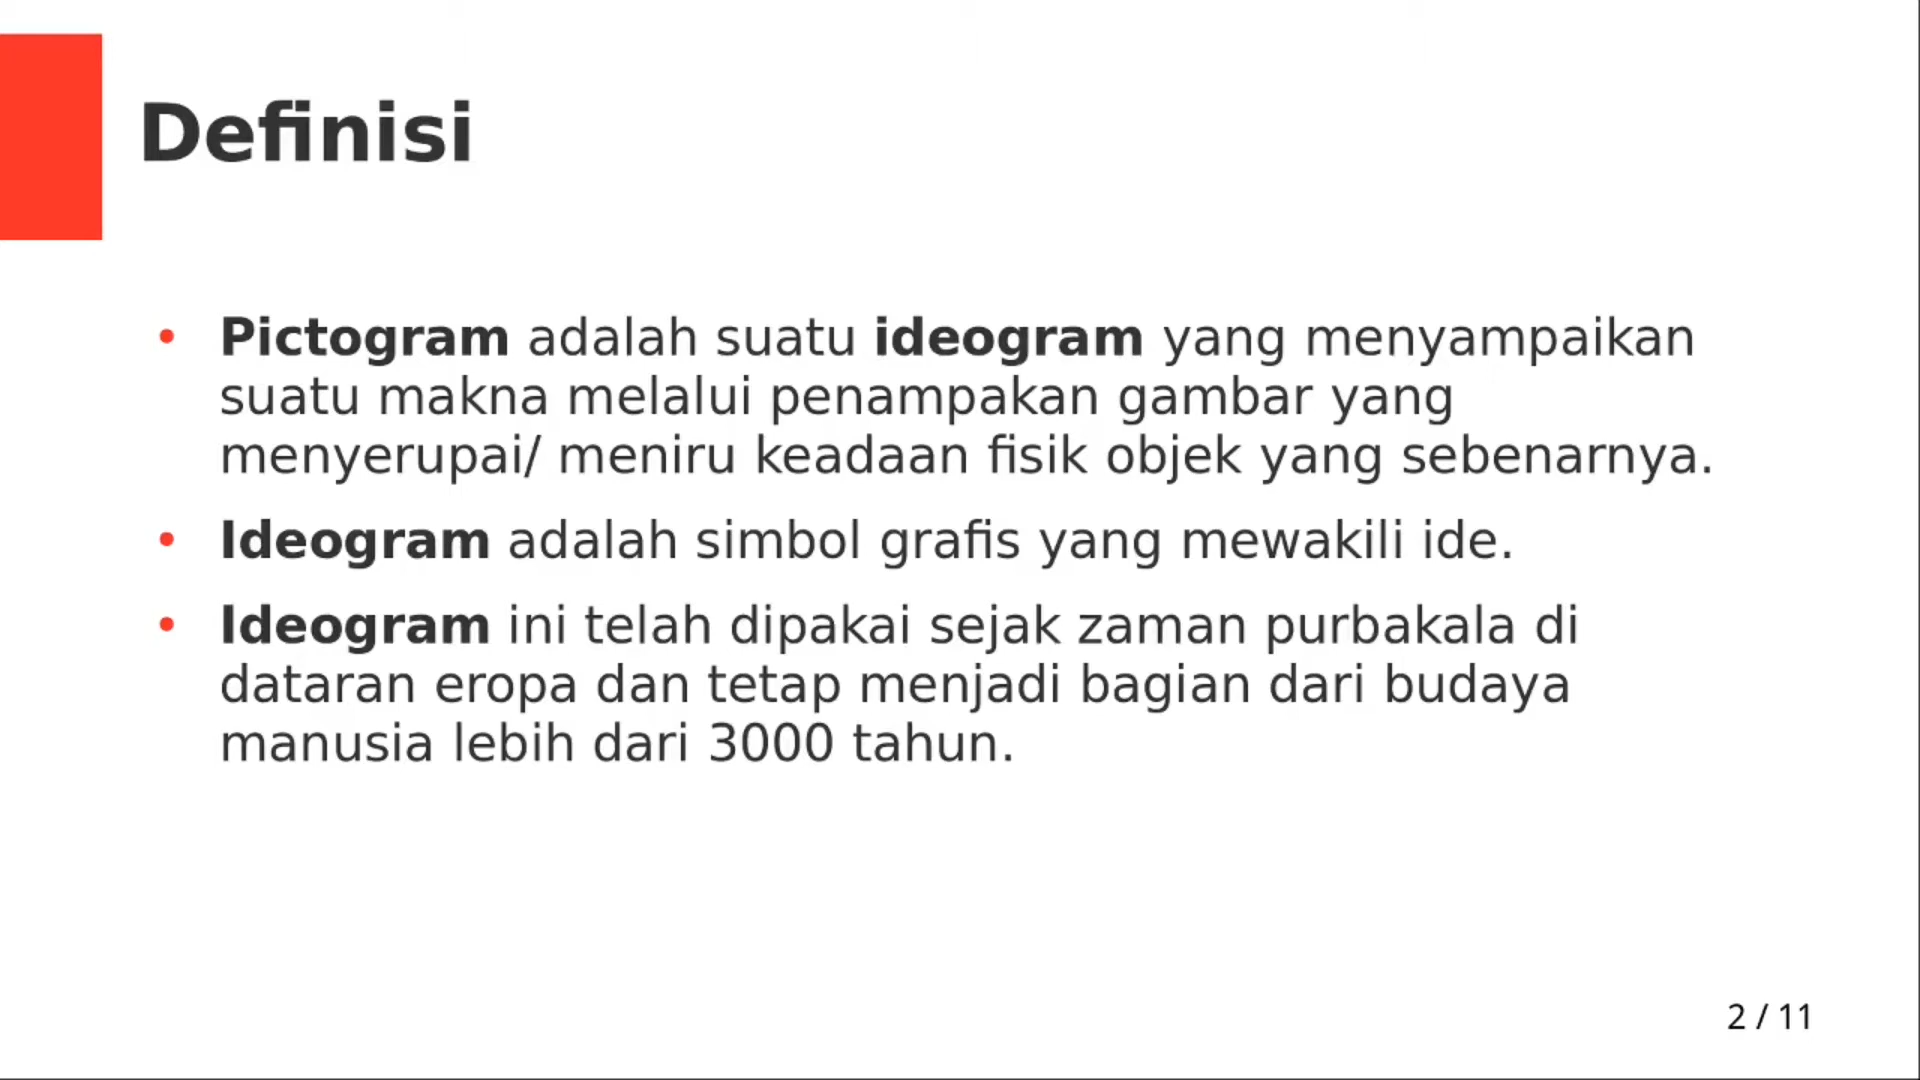 Definisi
• Pictogram adalah suatu ideogram yang menyampaikan
suatu makna melalui penampakan gambar yang
menyerupai/ meniru keadaan fisik objek yang sebenarnya.
• Ideogram adalah simbol grafis yang mewakili ide.
• Ideogram ini telah dipakai sejak zaman purbakala di
dataran eropa dan tetap menjadi bagian dari budaya
manusia lebih dari 3000 tahun.
2 / 11